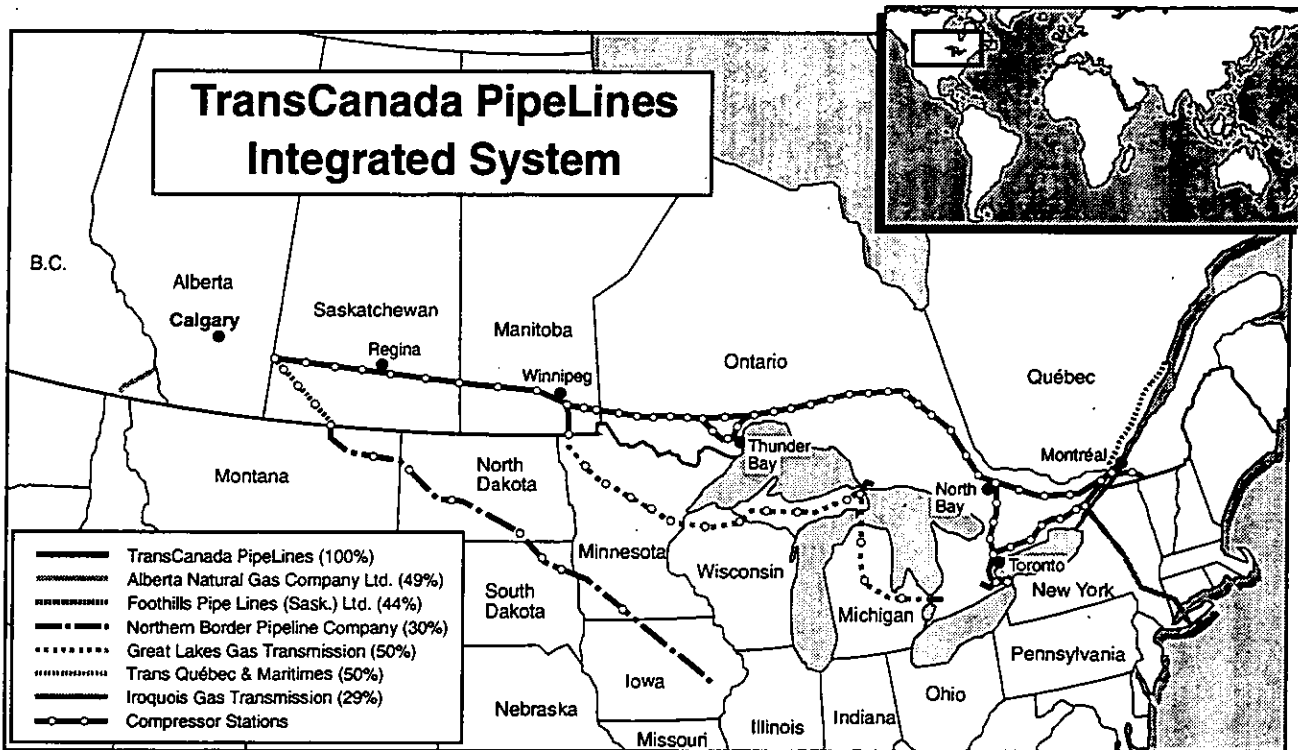 TransCanada PipeLines
Integrated System
B.C.
Alberta
Calgary
Saskatchewan
Regina
Manitoba
Winnipeg
Ontario
Québec
Thunder
Bay
Montréal
North
Bay
Toronto
Montana
North
Dakota
Minnesota
Wisconsin
Michigan
New York
South
Dakota
Pennsylvania
Iowa
Ohio
Nebraska
Illinois
Indiana
Missouri
TransCanada PipeLines (100%)
Alberta Natural Gas Company Ltd. (49%)
Foothills Pipe Lines (Sask.) Ltd. (44%)
Northern Border Pipeline Company (30%)
Great Lakes Gas Transmission (50%)
Trans Québec & Maritimes (50%)
Iroquois Gas Transmission (29%)
Compressor Stations